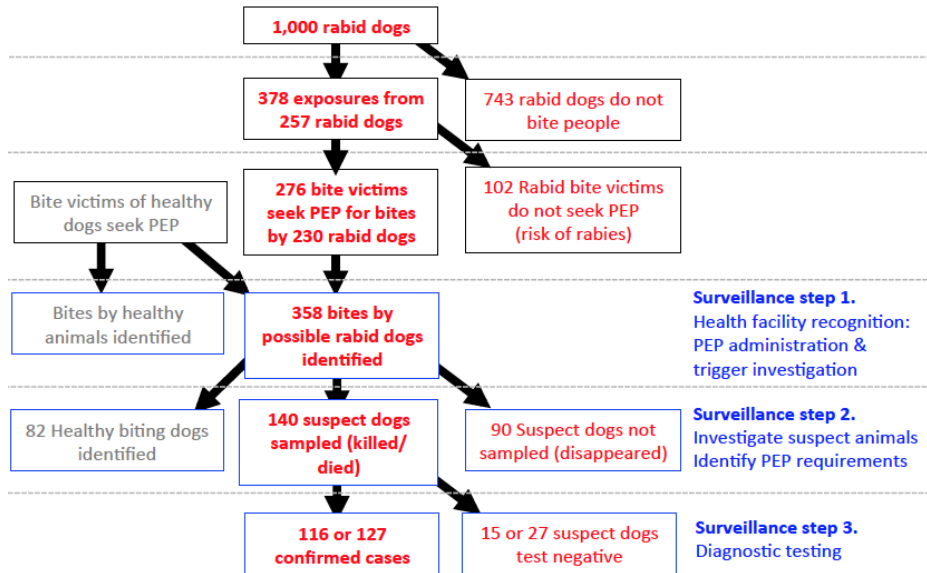 1,000 rabid dogs
378 exposures from
257 rabid dogs
743 rabid dogs do not
bite people
Bite victims of healthy
dogs seek PEP
276 bite victims
seek PEP for bites
by 230 rabid dogs
102 Rabid bite victims
do not seek PEP
(risk of rabies)
Bites by healthy
animals identified
358 bites by
possible rabid dogs
identified
Surveillance step 1.
Health facility recognition:
PEP administration &
trigger investigation
82 Healthy biting dogs
identified
140 suspect dogs
sampled (killed/
died)
90 Suspect dogs not
sampled (disappeared)
Surveillance step 2.
Investigate suspect animals
Identify PEP requirements
116 or 127
confirmed cases
15 or 27 suspect dogs
test negative
Surveillance step 3.
Diagnostic testing